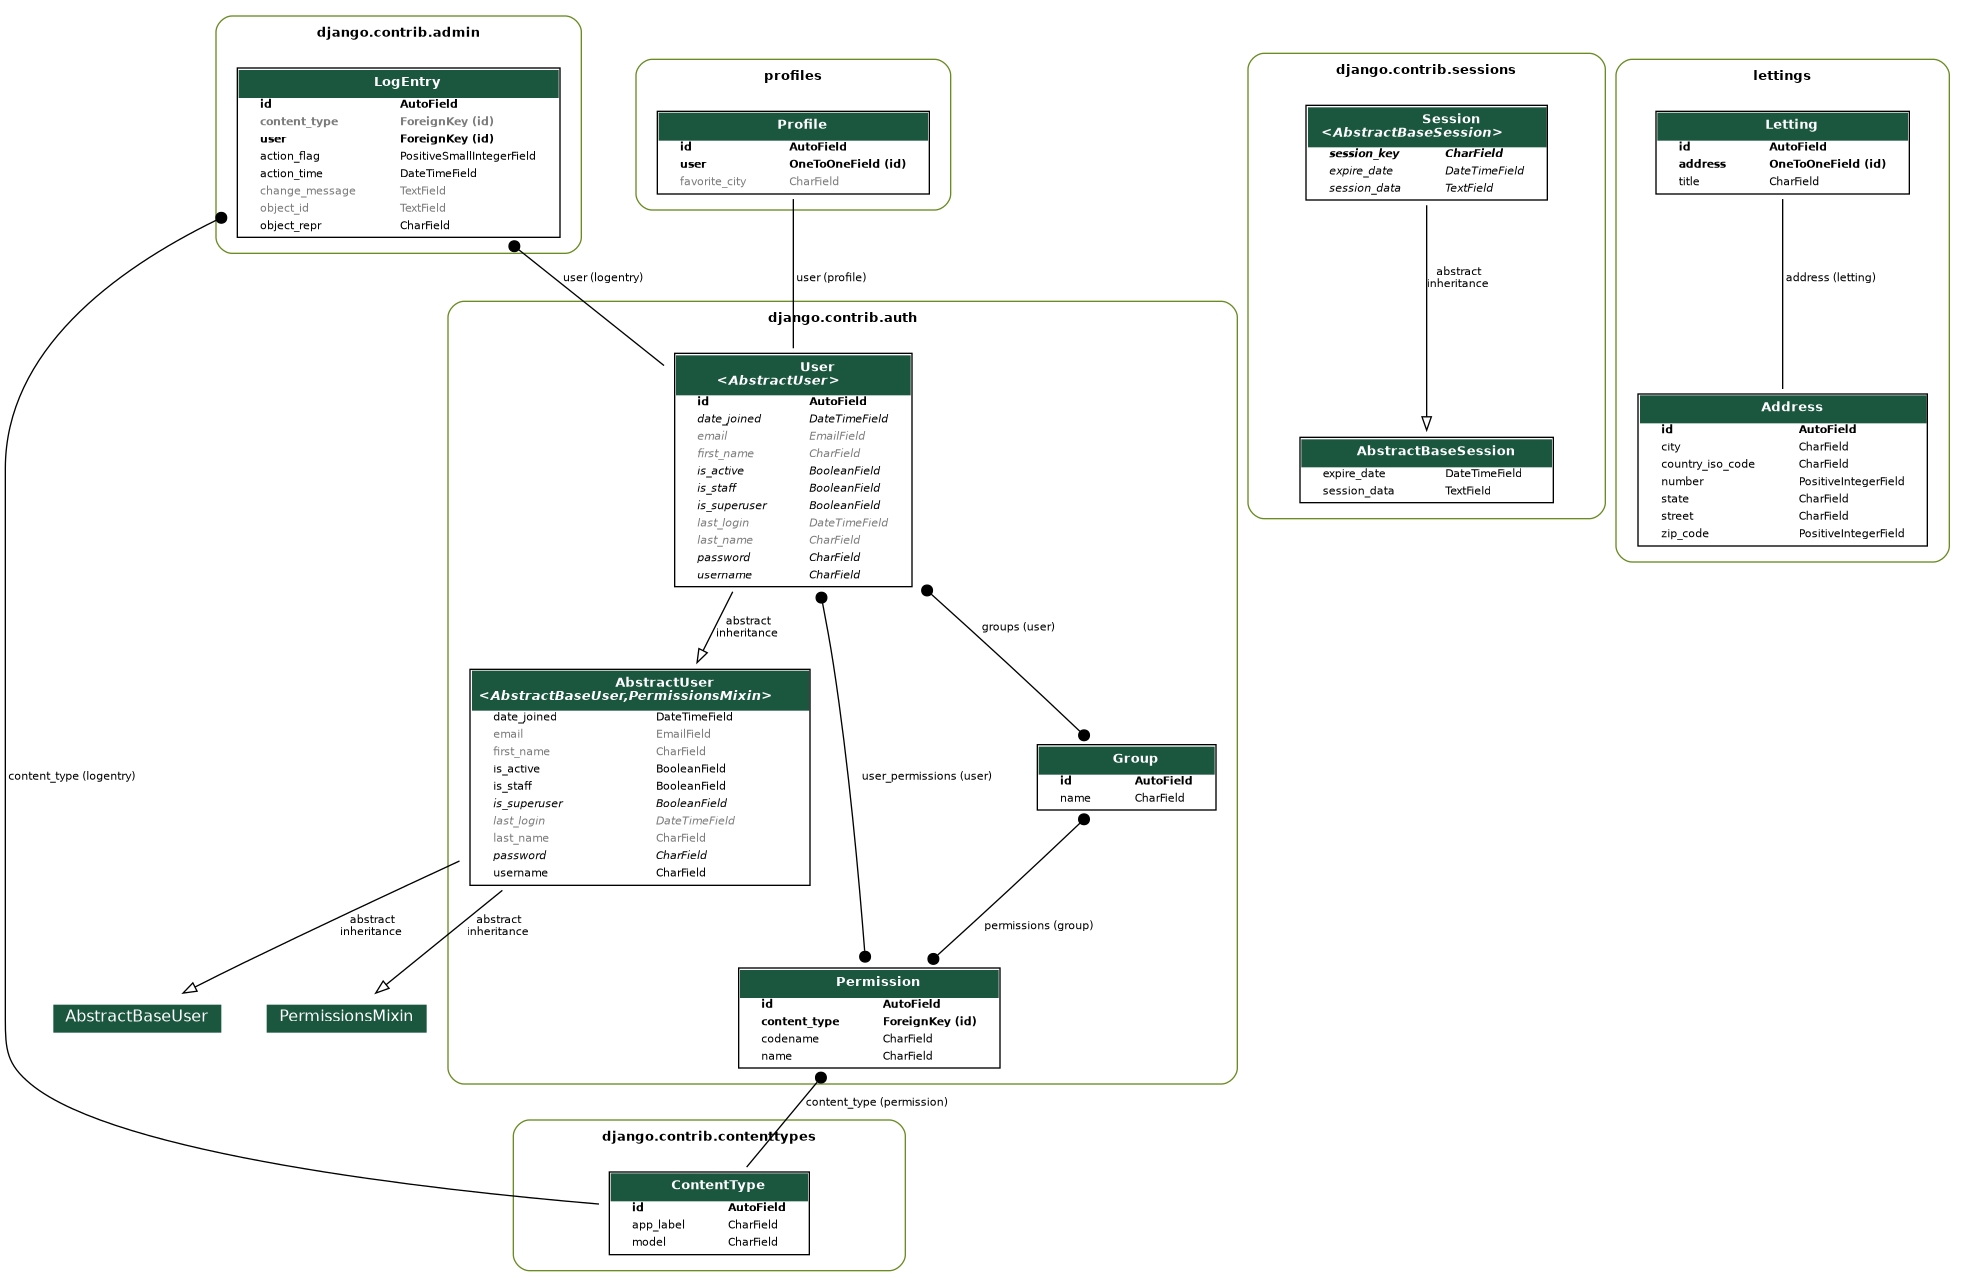 django.contrib.admin
LogEntry
id AutoField
content_type ForeignKey (id)
user ForeignKey (id)
action_flag PositiveSmallIntegerField
action_time DateTimeField
change_message TextField
object_id TextField
object_repr CharField
profiles
Profile
id AutoField
user OneToOneField (id)
favorite_city CharField
django.contrib.sessions
Session
<AbstractBaseSession>
session_key CharField
expire_date DateTimeField
session_data TextField
abstract
inheritance
AbstractBaseSession
expire_date DateTimeField
session_data TextField
lettings
Letting
id AutoField
address OneToOneField (id)
title CharField
address (letting)
Address
id AutoField
city CharField
country_iso_code CharField
number PositiveIntegerField
state CharField
street CharField
zip_code PositiveIntegerField
user (logentry)
user (profile)
django.contrib.auth
User
<AbstractUser>
id AutoField
date_joined DateTimeField
email EmailField
first_name CharField
is_active BooleanField
is_staff BooleanField
is_superuser BooleanField
last_login DateTimeField
last_name CharField
password CharField
username CharField
abstract
inheritance
groups (user)
AbstractUser
<AbstractBaseUser,PermissionsMixin>
date_joined DateTimeField
email EmailField
first_name CharField
is_active BooleanField
is_staff BooleanField
is_superuser BooleanField
last_login DateTimeField
last_name CharField
password CharField
username CharField
user_permissions (user)
Group
id AutoField
name CharField
content_type (logentry)
abstract
inheritance
abstract
inheritance
permissions (group)
AbstractBaseUser
PermissionsMixin
Permission
id AutoField
content_type ForeignKey (id)
codename CharField
name CharField
content_type (permission)
django.contrib.contenttypes
ContentType
id AutoField
app_label CharField
model CharField